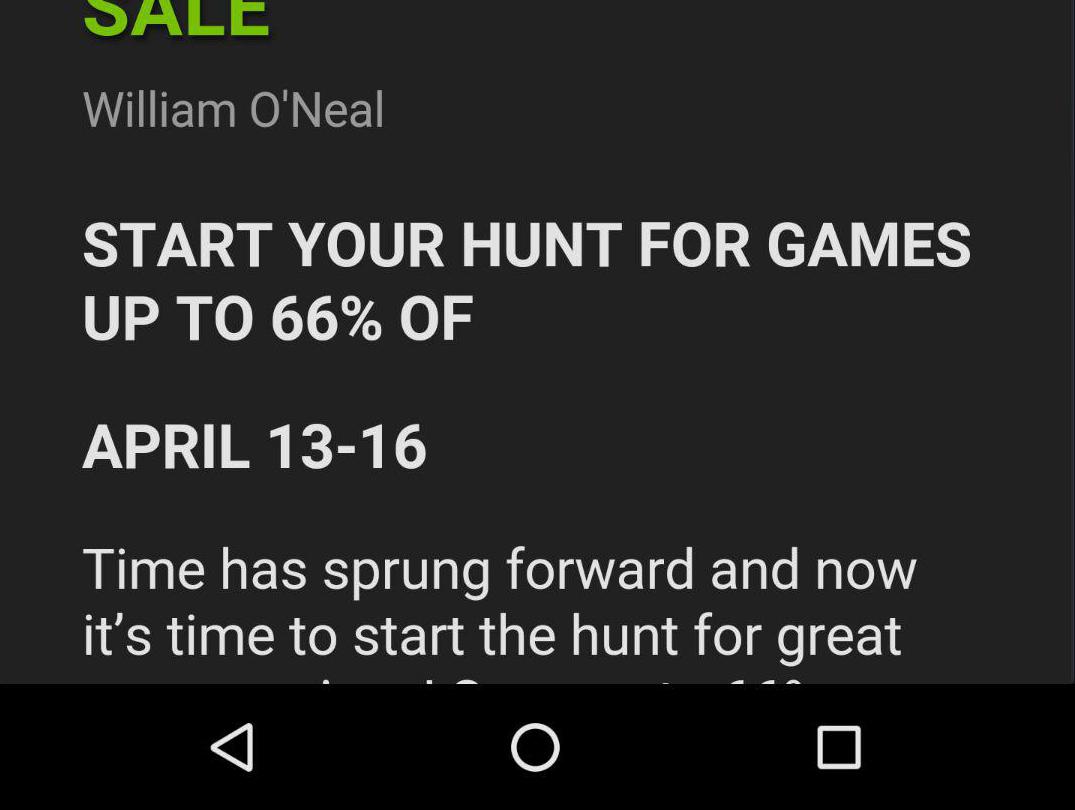 SALE
William O'Neal
START YOUR HUNT FOR GAMES
UP TO 66% OF
APRIL 13-16
Time has sprung forward and now
it’s time to start the hunt for great